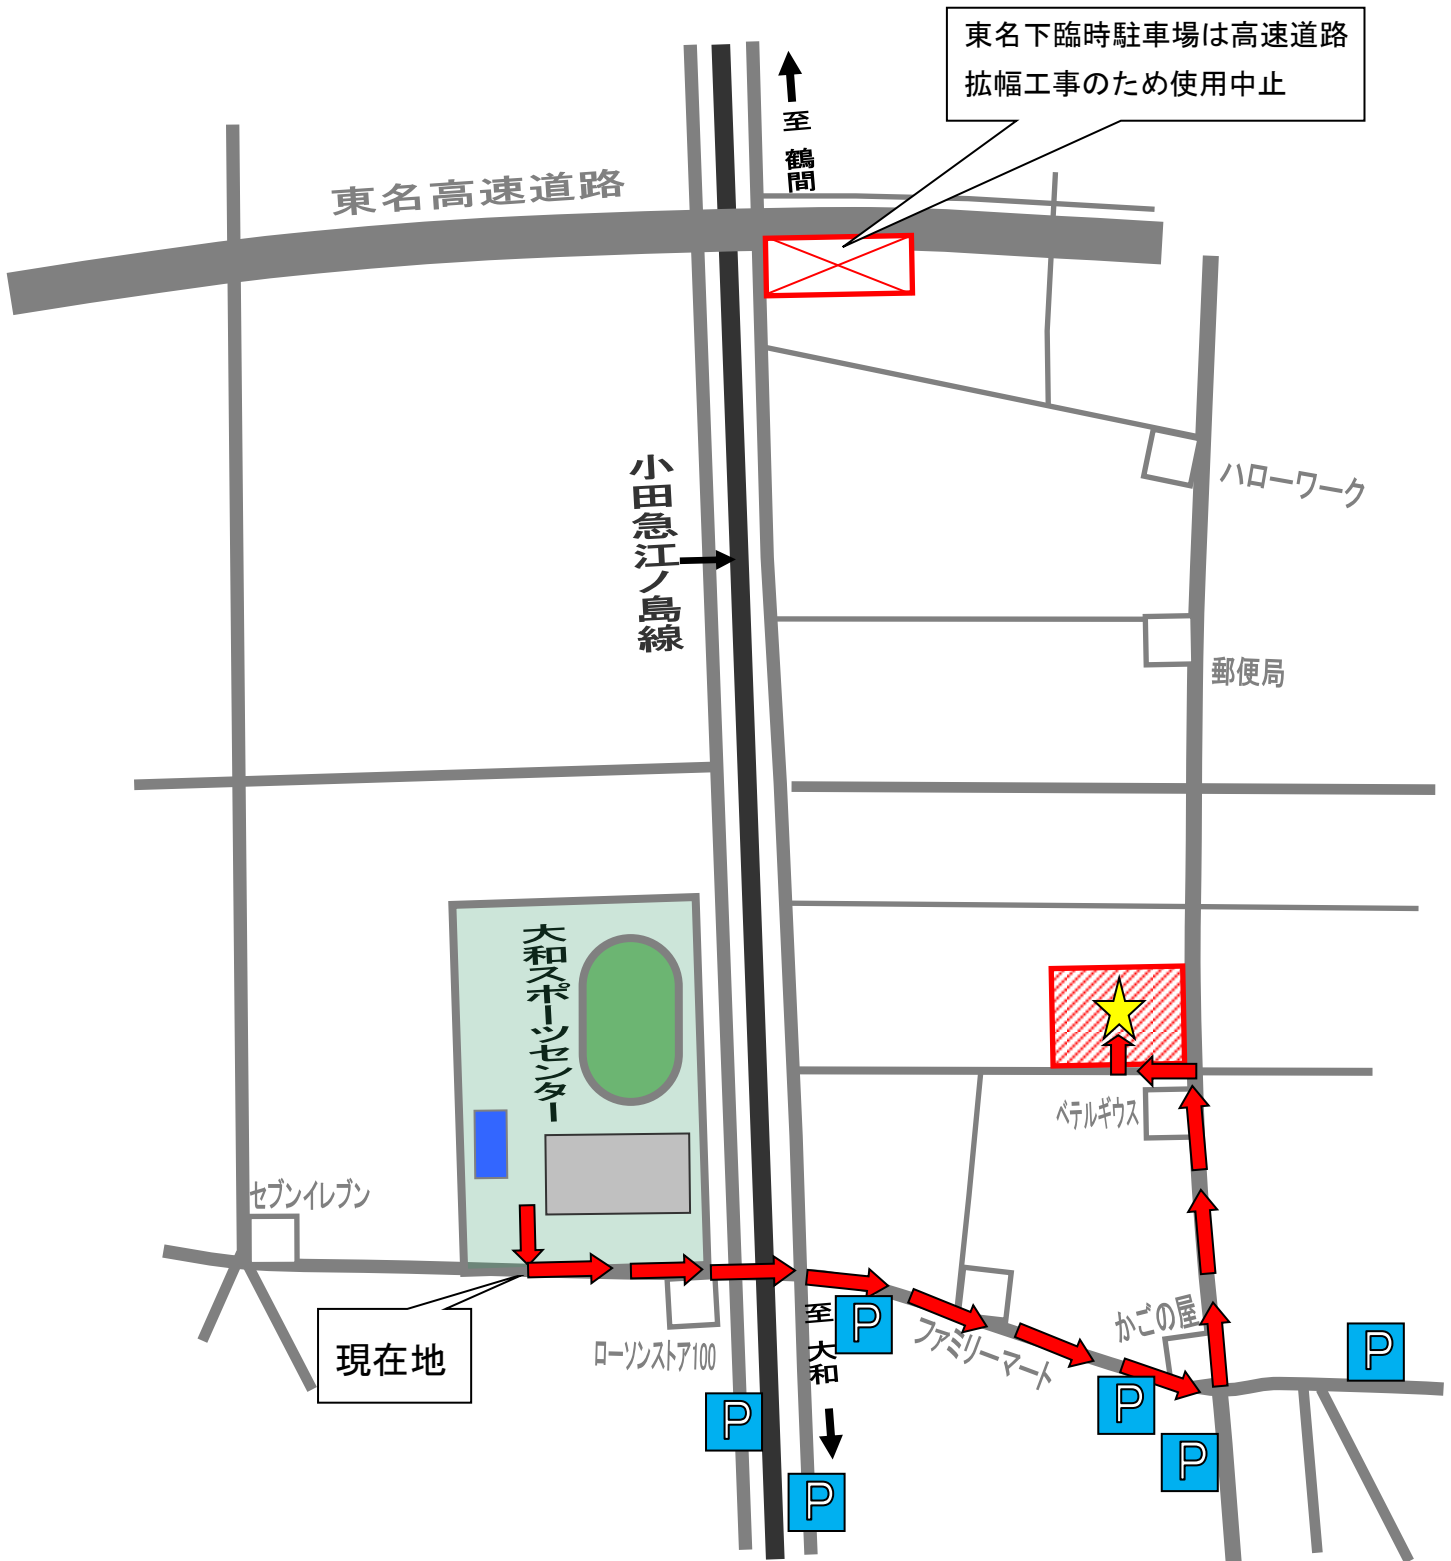 東名下臨時駐車場は高速道路
拡幅工事のため使用中止
至 鶴間
東名高速道路
小田急江ノ島線
ハローワーク
郵便局
大和スポーツセンター
ベテルギウス
セブンイレブン
至 大和
P
かごの屋
ファミリーマート
P
現在地
ローソンストア100
P
P
P
P